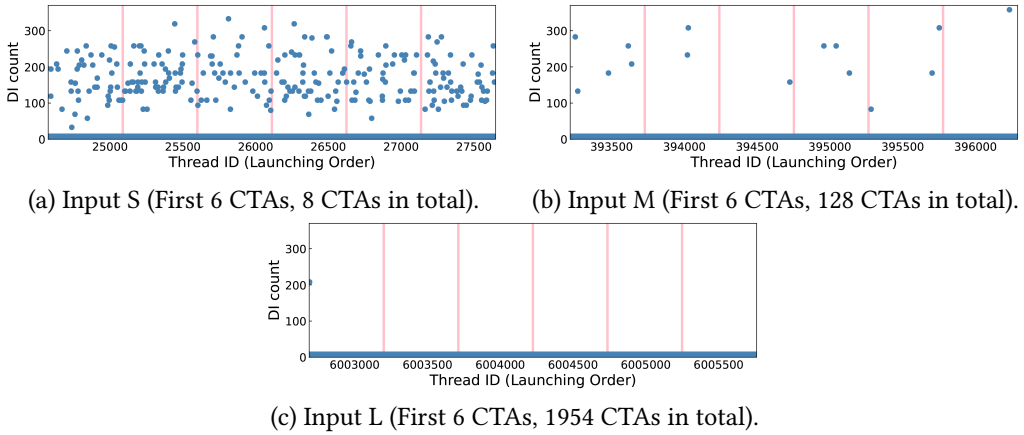 DI count
300
200
100
0
25000 25500 26000 26500 27000 27500
Thread ID (Launching Order)
(a) Input S (First 6 CTAs, 8 CTAs in total).
DI count
300
200
100
0
393500 394000 394500 395000 395500 396000
Thread ID (Launching Order)
(b) Input M (First 6 CTAs, 128 CTAs in total).
DI count
300
200
100
0
6003000 6003500 6004000 6004500 6005000 6005500
Thread ID (Launching Order)
(c) Input L (First 6 CTAs, 1954 CTAs in total).